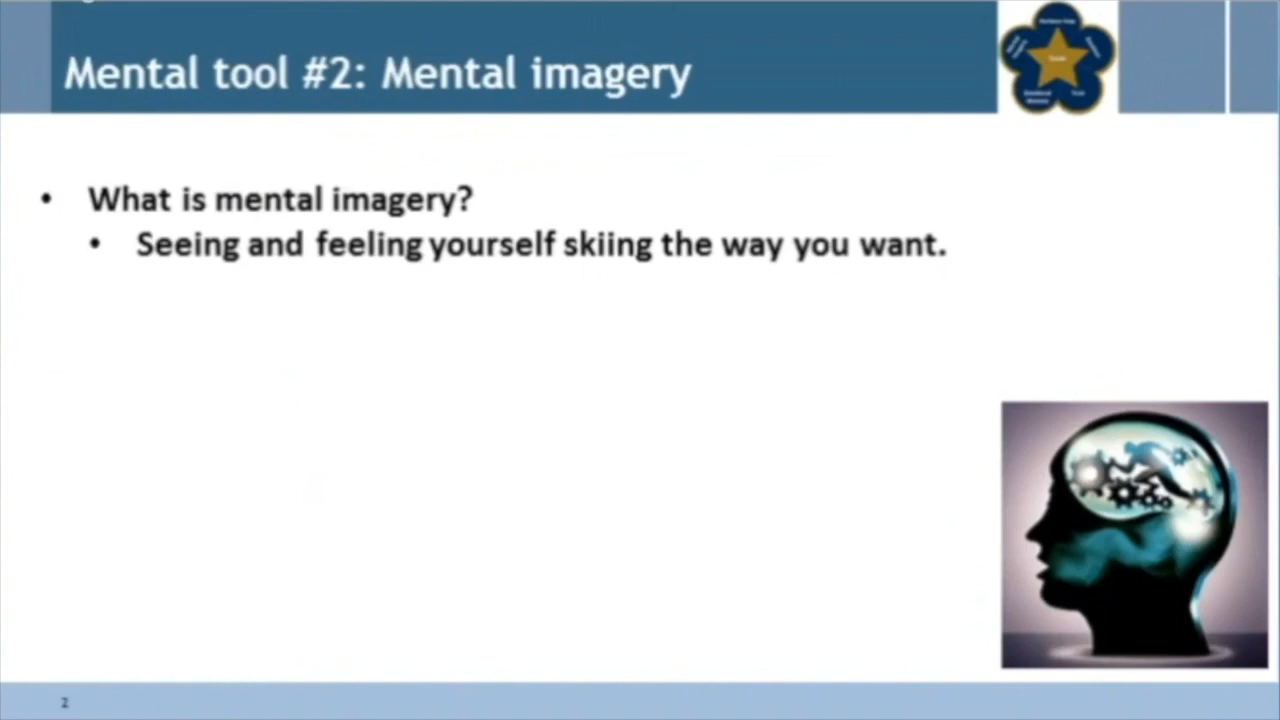 Mental tool #2: Mental imagery
• What is mental imagery?
• Seeing and feeling yourself skiing the way you want.
2